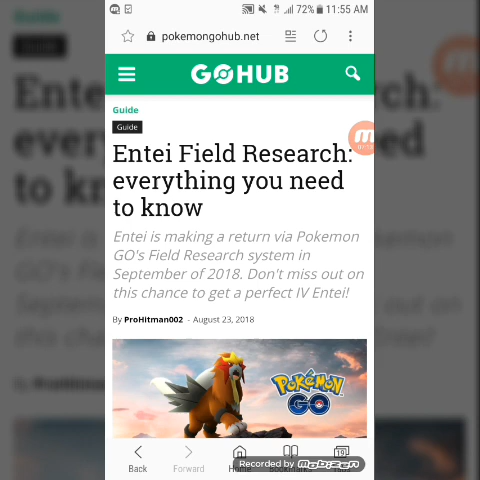 72% 11:55 AM
pokemongohub.net
GOHUB
Guide
Guide
Entei Field Research:
everything you need
to know
Entei is making a return via Pokemon
GO's Field Research system in
September of 2018. Don't miss out on
this chance to get a perfect IV Entei!
By ProHitman002 - August 23, 2018
POKÉMON
GO
Back Forward
Recorded by mobizen